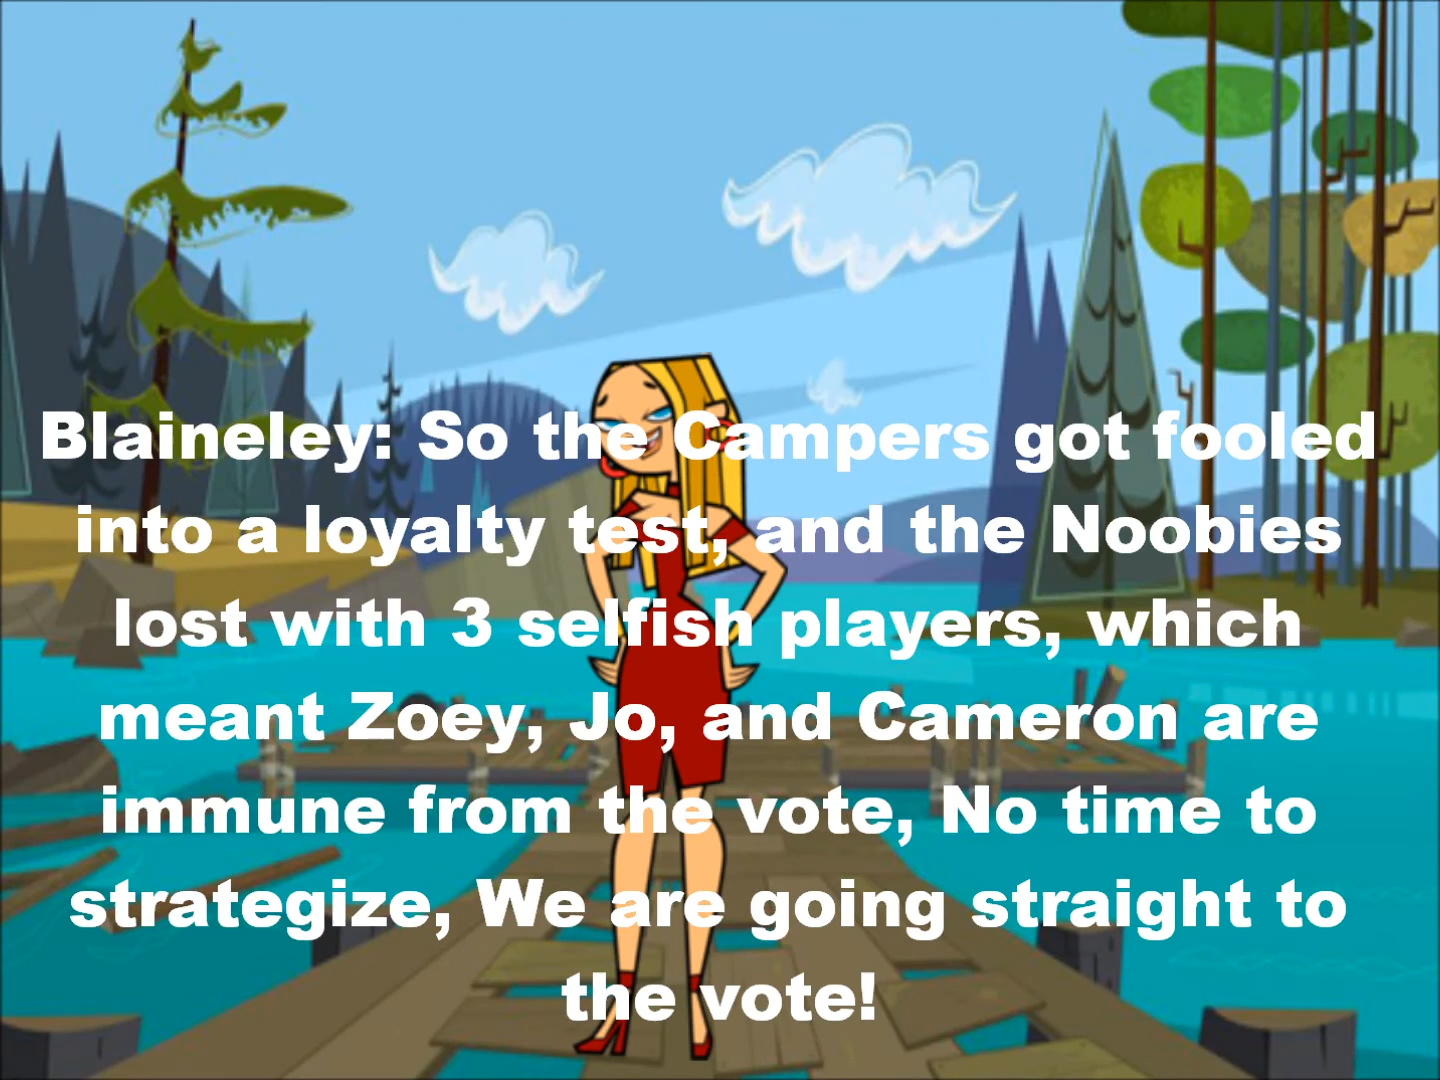 Blaineley: So the Campers got fooled
into a loyalty test, and the Noobies
lost with 3 selfish players, which
meant Zoey, Jo, and Cameron are
immune from the vote, No time to
strategize, We are going straight to
the vote!